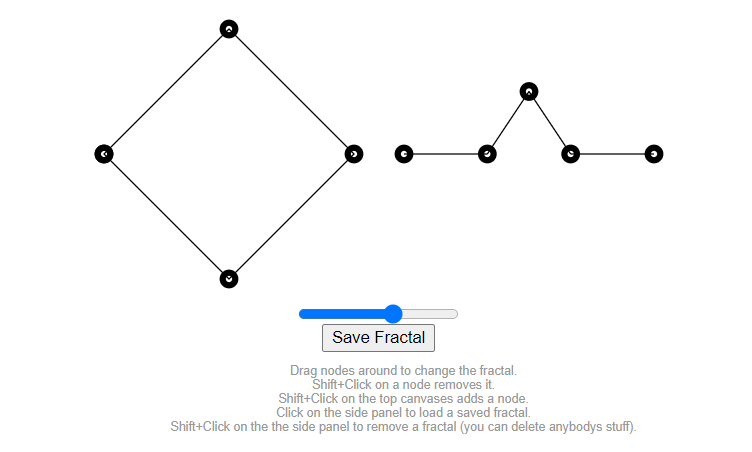 Save Fractal
Drag nodes around to change the fractal.
Shift+Click on a node removes it.
Shift+Click on the top canvases adds a node.
Click on the side panel to load a saved fractal.
Shift+Click on the the side panel to remove a fractal (you can delete anybodys stuff).